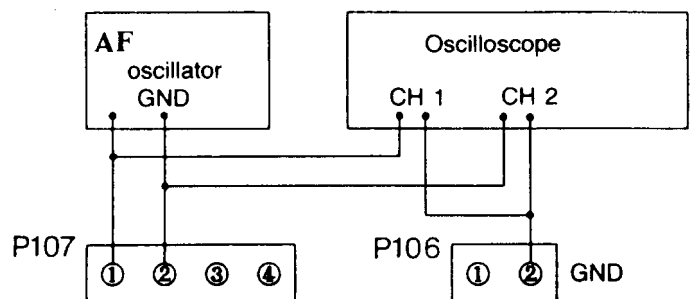 AF
oscillator
GND
Oscilloscope
CH 1 CH 2
P107
① ② ③ ④
P106
① ② GND